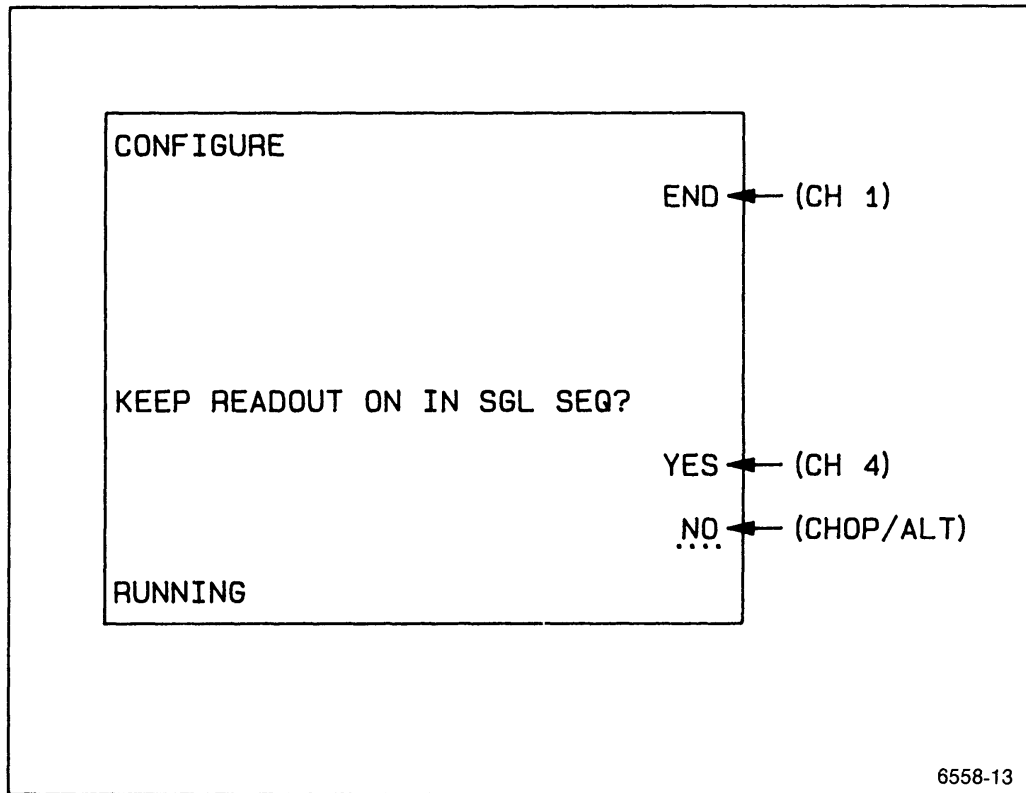 CONFIGURE
END (CH 1)
KEEP READOUT ON IN SGL SEQ?
YES (CH 4)
NO (CHOP/ALT)
RUNNING
6558-13